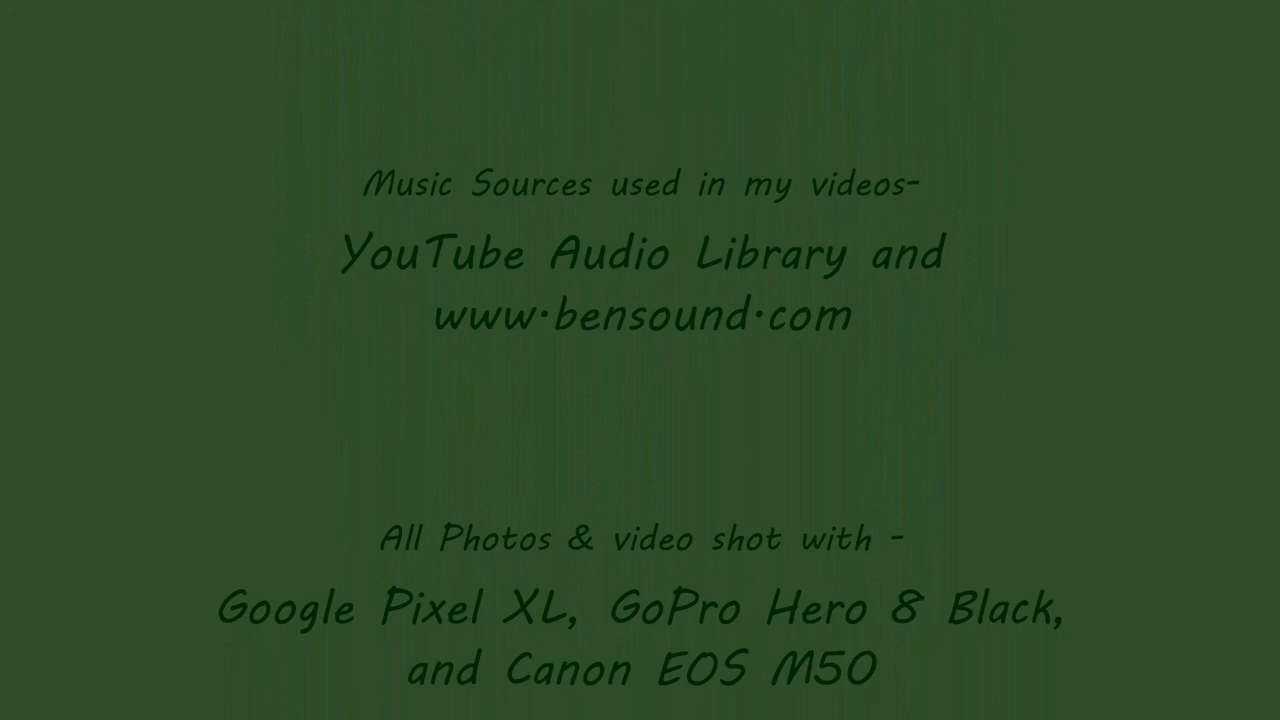 Music Sources used in my videos-
YouTube Audio Library and
www.bensound.com
All Photos & video shot with -
Google Pixel XL, GoPro Hero 8 Black,
and Canon EOS M50